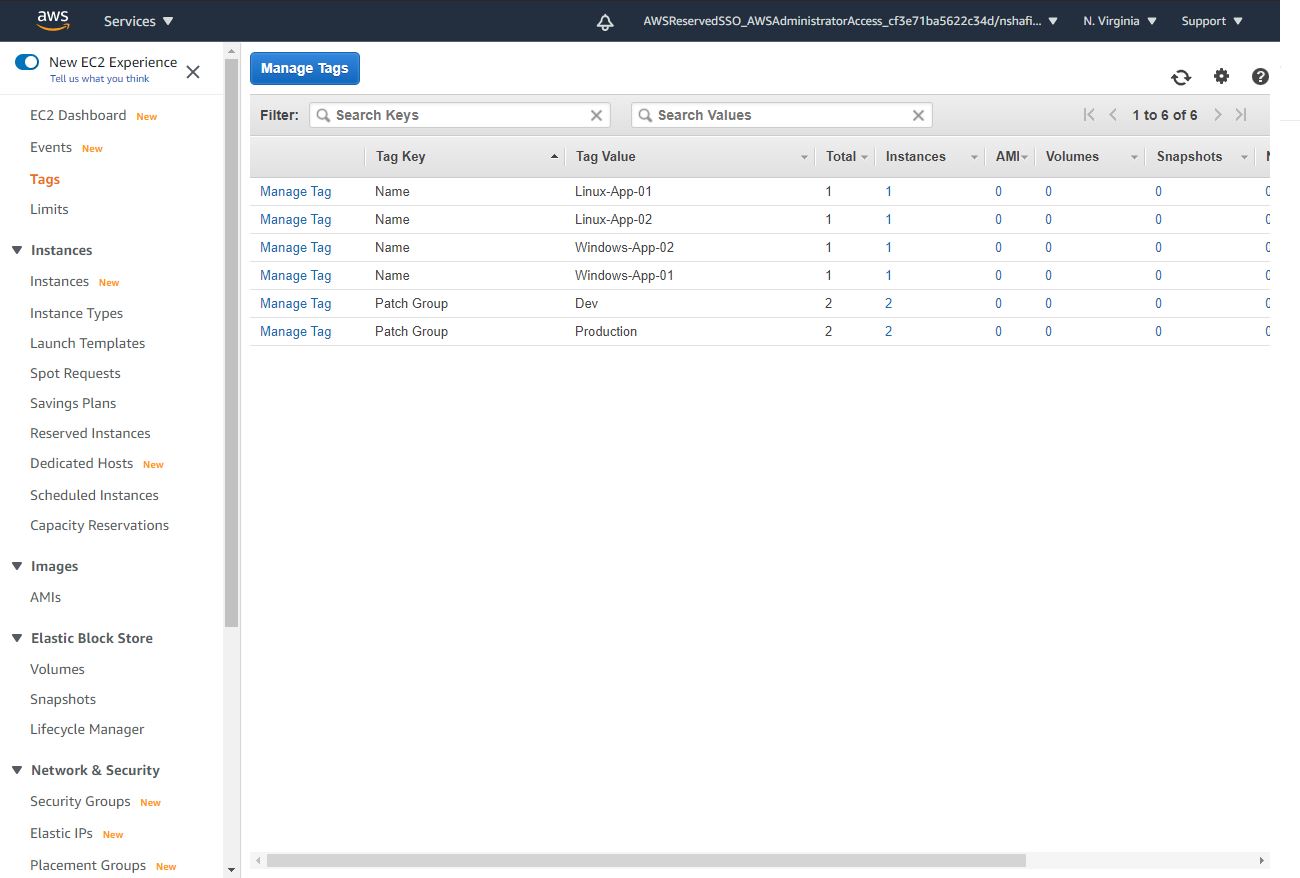 aws Services AWSReservedSSO_AWSAdministratorAccess_cf3e71ba5622c34d/nshafi... N. Virginia Support
New EC2 Experience
Tell us what you think
EC2 Dashboard New
Events New
Tags
Limits
Instances
Instances New
Instance Types
Launch Templates
Spot Requests
Savings Plans
Reserved Instances
Dedicated Hosts New
Scheduled Instances
Capacity Reservations
Images
AMIs
Elastic Block Store
Volumes
Snapshots
Lifecycle Manager
Network & Security
Security Groups New
Elastic IPs New
Placement Groups New
Manage Tags
Filter: Search Keys Search Values 1 to 6 of 6
Tag Key Tag Value Total Instances AMI Volumes Snapshots
Manage Tag Name Linux-App-01 1 1 0 0 0 0
Manage Tag Name Linux-App-02 1 1 0 0 0 0
Manage Tag Name Windows-App-02 1 1 0 0 0 0
Manage Tag Name Windows-App-01 1 1 0 0 0 0
Manage Tag Patch Group Dev 2 2 0 0 0 0
Manage Tag Patch Group Production 2 2 0 0 0 0